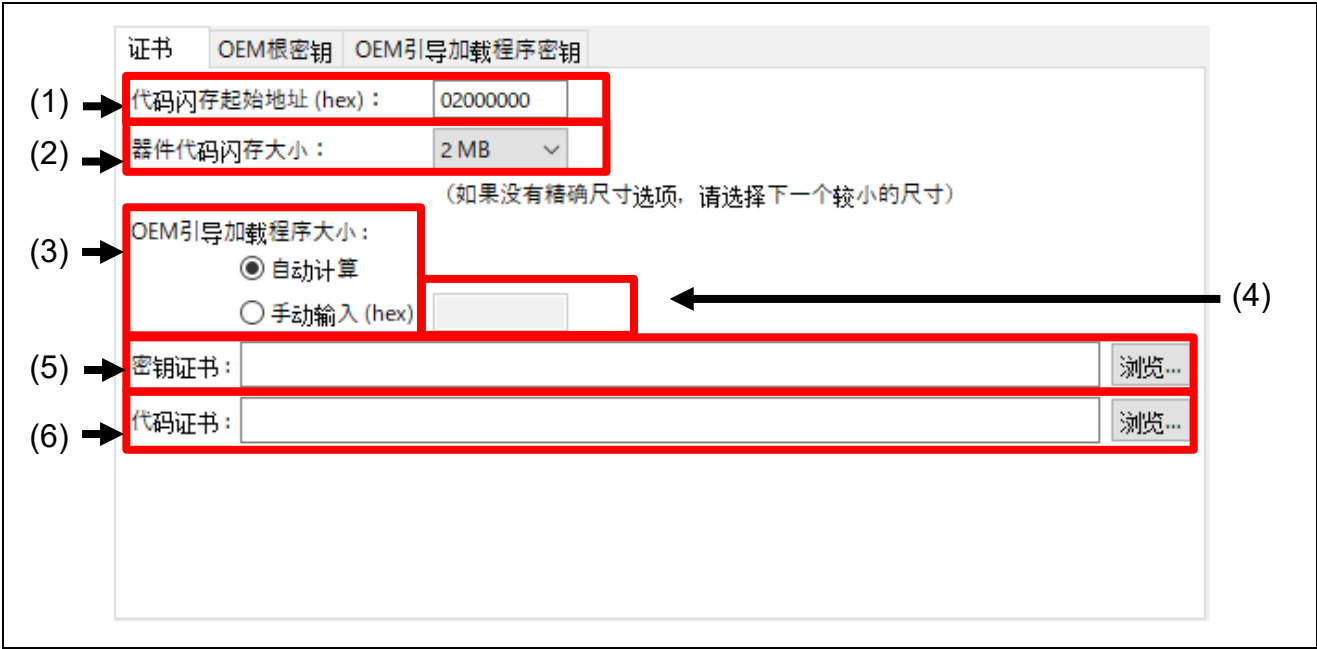 证书 OEM根密钥 OEM引导加载程序密钥
(1) 代码闪存起始地址 (hex)： 02000000
(2) 器件代码闪存大小： 2 MB
（如果没有精确尺寸选项，请选择下一个较小的尺寸）
(3) OEM引导加载程序大小：
自动计算
手动输入 (hex) (4)
(5) 密钥证书： 浏览...
(6) 代码证书： 浏览...